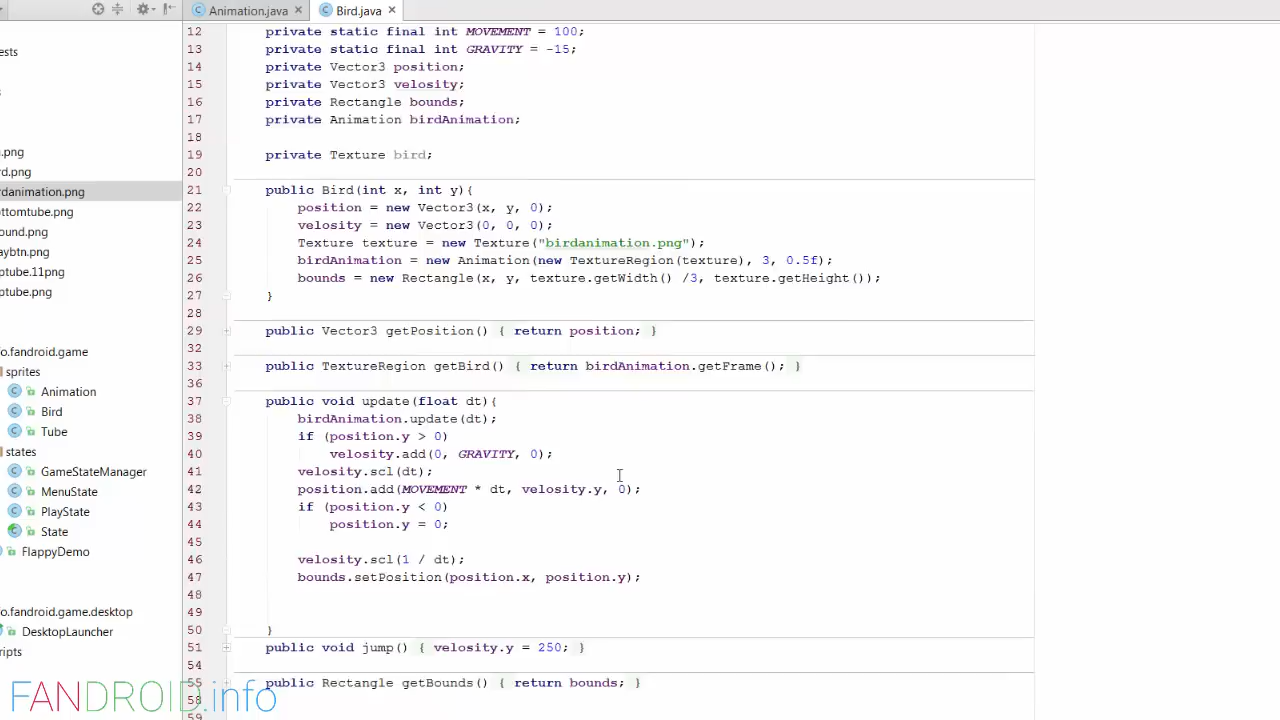 Animation.java
Bird.java
ests
.png
rd.png
rdanimation.png
ttomtube.png
ound.png
aybtn.png
ptube.11png
ptube.png
o.fandroid.game
sprites
Animation
Bird
Tube
states
GameStateManager
MenuState
PlayState
State
FlappyDemo
o.fandroid.game.desktop
DesktopLauncher
ripts
12 private static final int MOVEMENT = 100;
13 private static final int GRAVITY = -15;
14 private Vector3 position;
15 private Vector3 velosity;
16 private Rectangle bounds;
17 private Animation birdAnimation;
18
19 private Texture bird;
20
21 public Bird(int x, int y){
22 position = new Vector3(x, y, 0);
23 velosity = new Vector3(0, 0, 0);
24 Texture texture = new Texture("birdanimation.png");
25 birdAnimation = new Animation(new TextureRegion(texture), 3, 0.5f);
26 bounds = new Rectangle(x, y, texture.getWidth() /3, texture.getHeight());
27 }
28
29 public Vector3 getPosition() { return position; }
32
33 public TextureRegion getBird() { return birdAnimation.getFrame(); }
36
37 public void update(float dt){
38 birdAnimation.update(dt);
39 if (position.y > 0)
40 velosity.add(0, GRAVITY, 0);
41 velosity.scl(dt);
42 position.add(MOVEMENT * dt, velosity.y, 0);
43 if (position.y < 0)
44 position.y = 0;
45
46 velosity.scl(1 / dt);
47 bounds.setPosition(position.x, position.y);
48
49
50 }
51 public void jump() { velosity.y = 250; }
54
55 public Rectangle getBounds() { return bounds; }
58
59
FANDROID.info